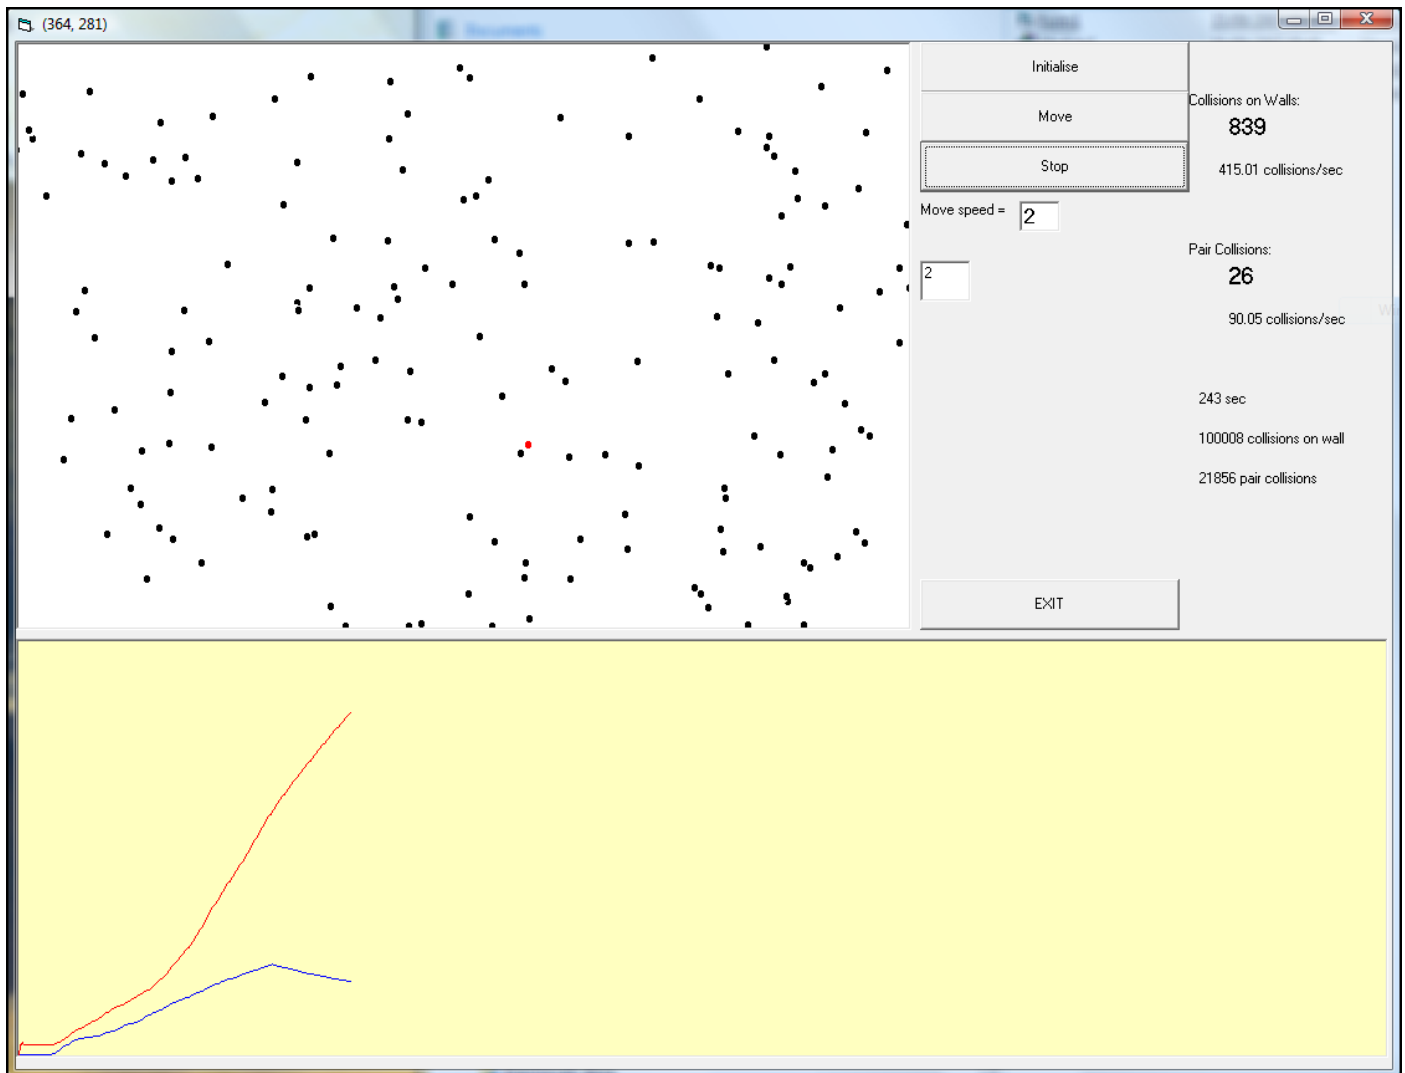 (364, 281)
Documents
Initialise
Move
Stop
Move speed =
2
2
Collisions on Walls:
839
415.01 collisions/sec
Pair Collisions:
26
90.05 collisions/sec
243 sec
100008 collisions on wall
21856 pair collisions
EXIT